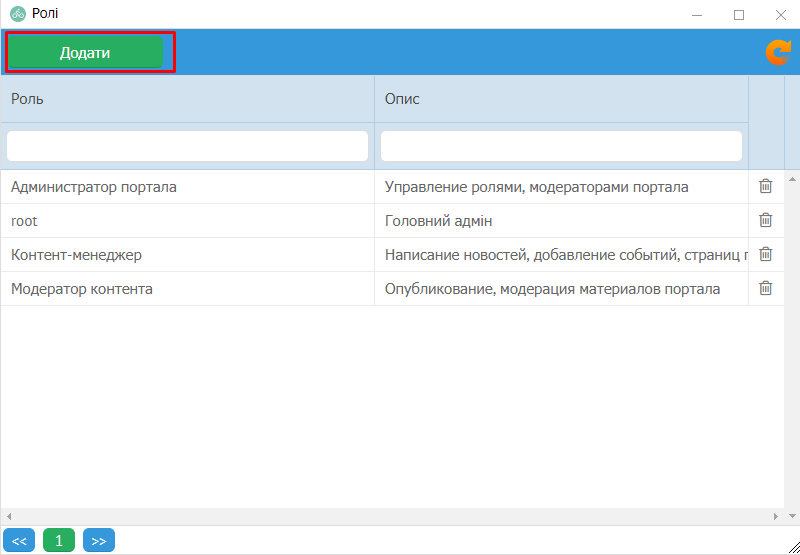 Ролі
Додати
Роль Опис
Администратор портала Управление ролями, модераторами портала
root Головний адмін
Контент-менеджер Написание новостей, добавление событий, страниц
Модератор контента Опубликование, модерация материалов портала
<< 1 >>